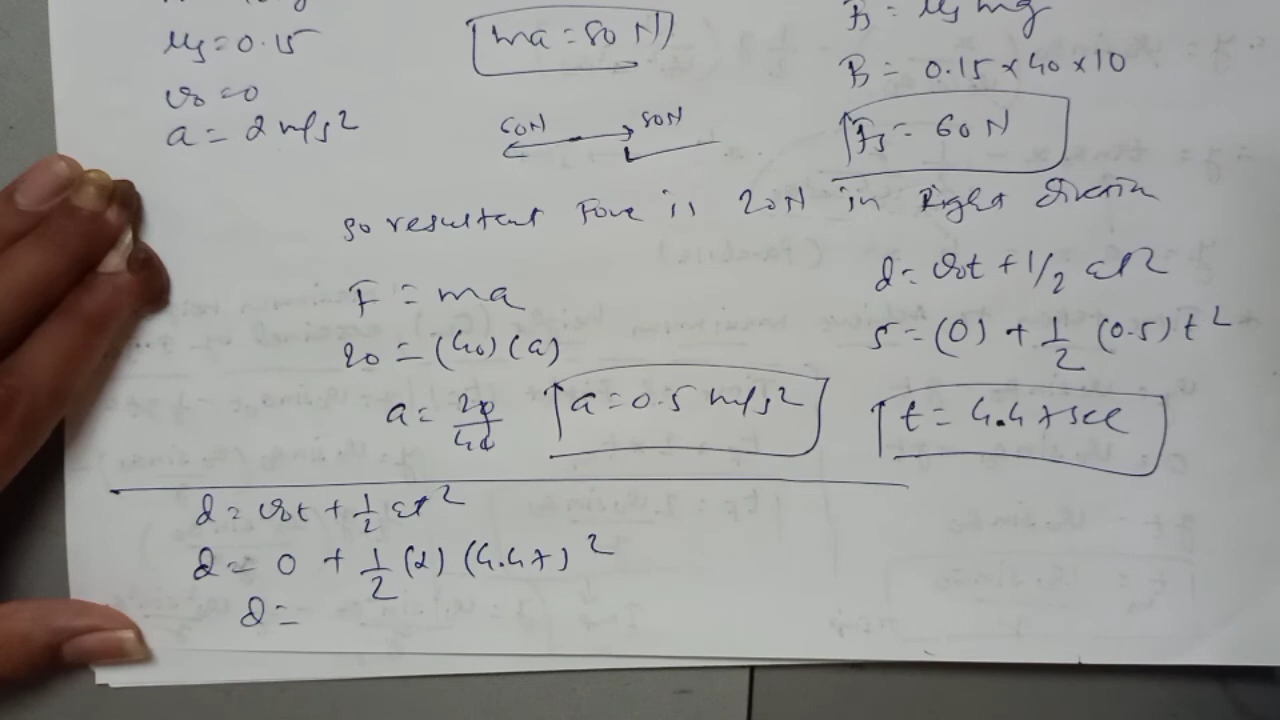 μs = 0.15
v0 = 0
a = 2 m/s2
ma = 80 N
60N 80N
Fs = μs mg
Fs = 0.15 × 40 × 10
Fs = 60 N
so resultent Force is 20N in Right direction
F = ma
20 = (40) (a)
a = 20/40
a = 0.5 m/s2
d = v0t + 1/2 at2
5 = (0) + 1/2 (0.5) t2
t = 4.47 sec
d = v0t + 1/2 at2
d = 0 + 1/2 (2) (4.47)2
d =